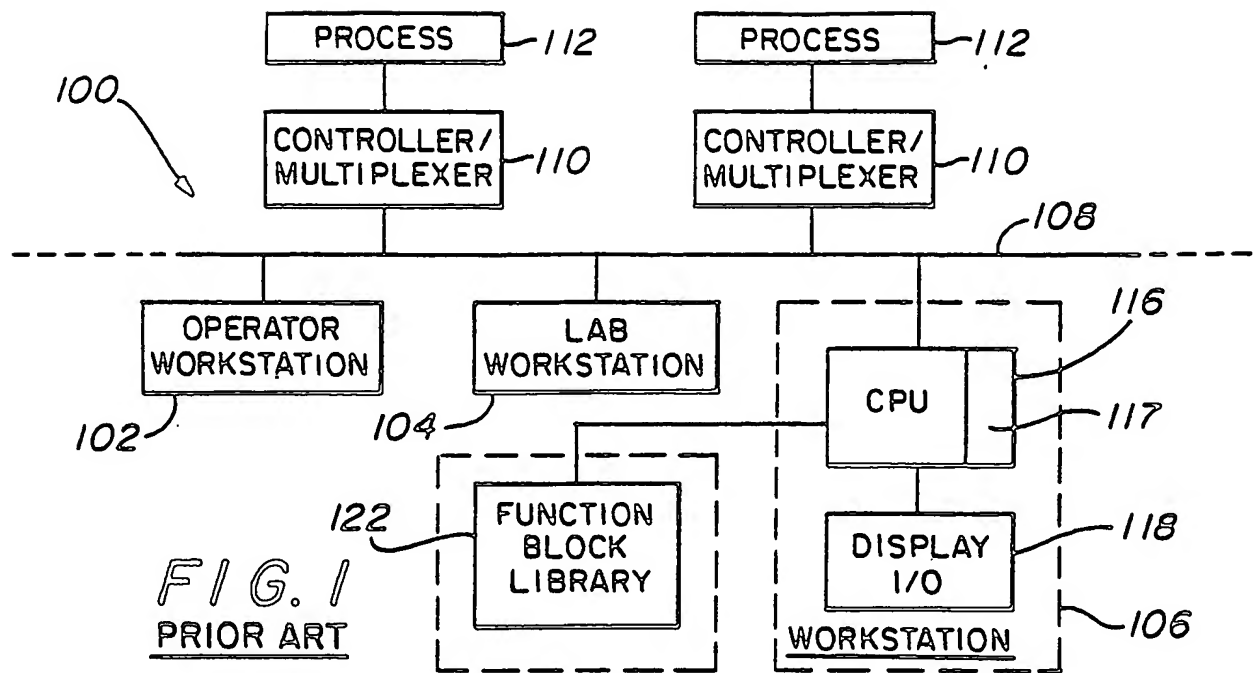 PROCESS
112
PROCESS
112
100
CONTROLLER/
MULTIPLEXER
110
CONTROLLER/
MULTIPLEXER
110
108
OPERATOR
WORKSTATION
102
LAB
WORKSTATION
104
116
CPU
117
122
FUNCTION
BLOCK
LIBRARY
DISPLAY
I/O
118
FIG. 1
PRIOR ART
WORKSTATION
106